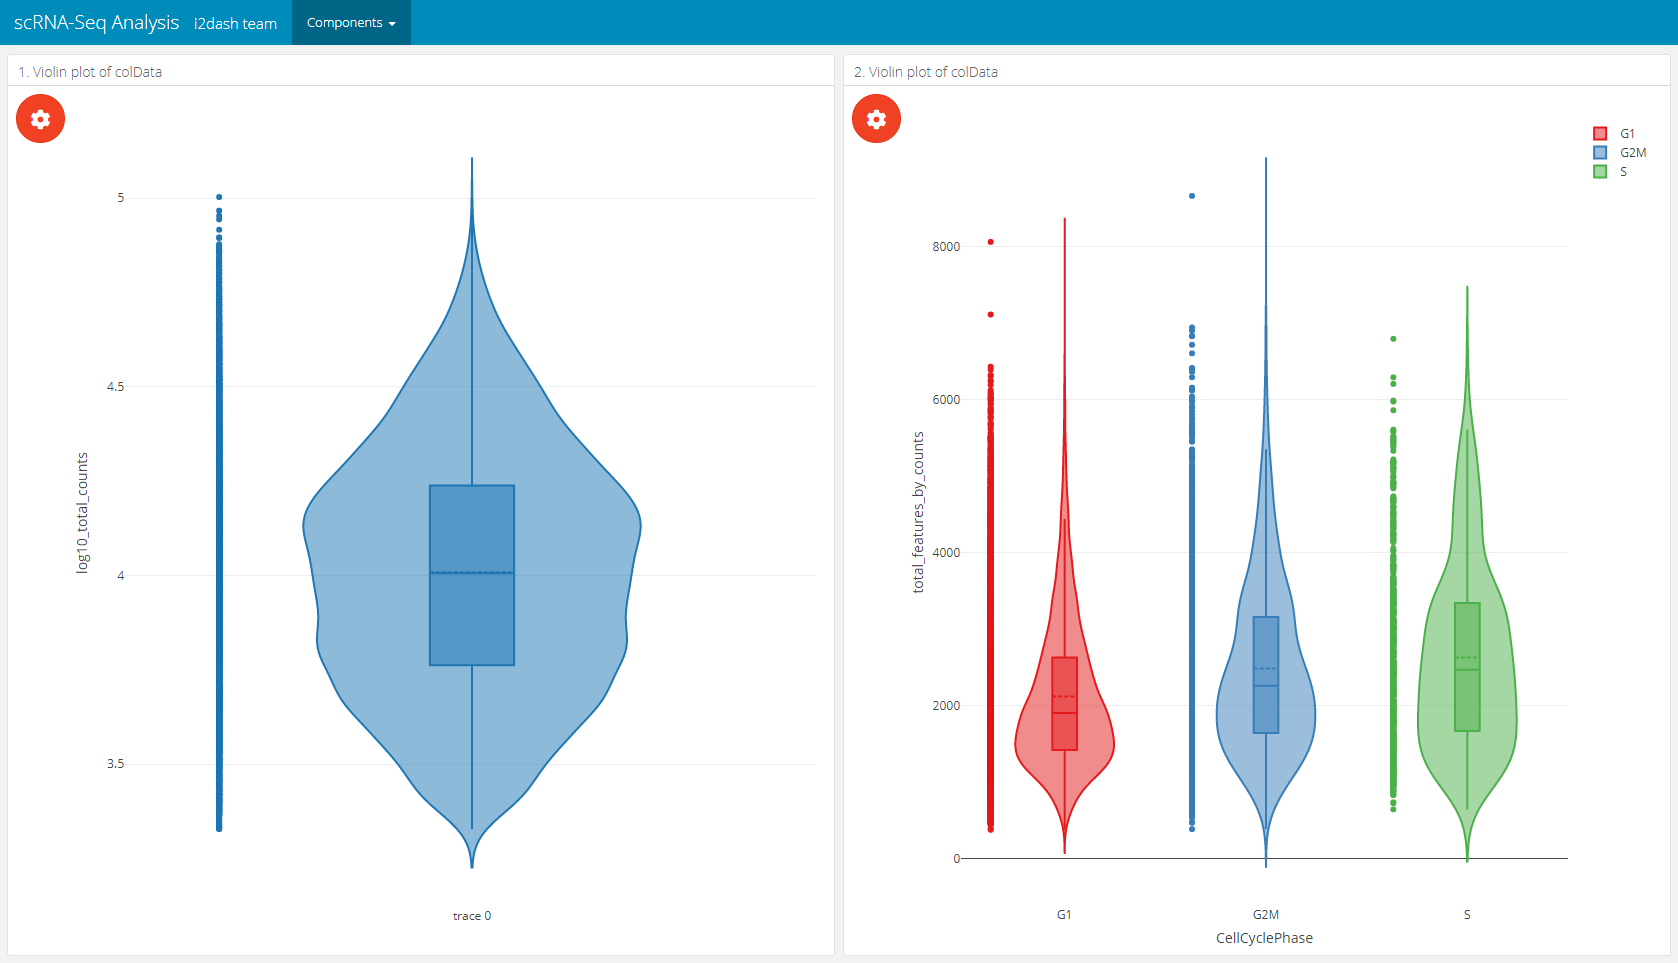 scRNA-Seq Analysis i2dash team Components
1. Violin plot of colData
5
4.5
4
3.5
log10_total_counts
trace 0
2. Violin plot of colData
G1
G2M
S
8000
6000
4000
2000
0
total_features_by_counts
G1 G2M S
CellCyclePhase